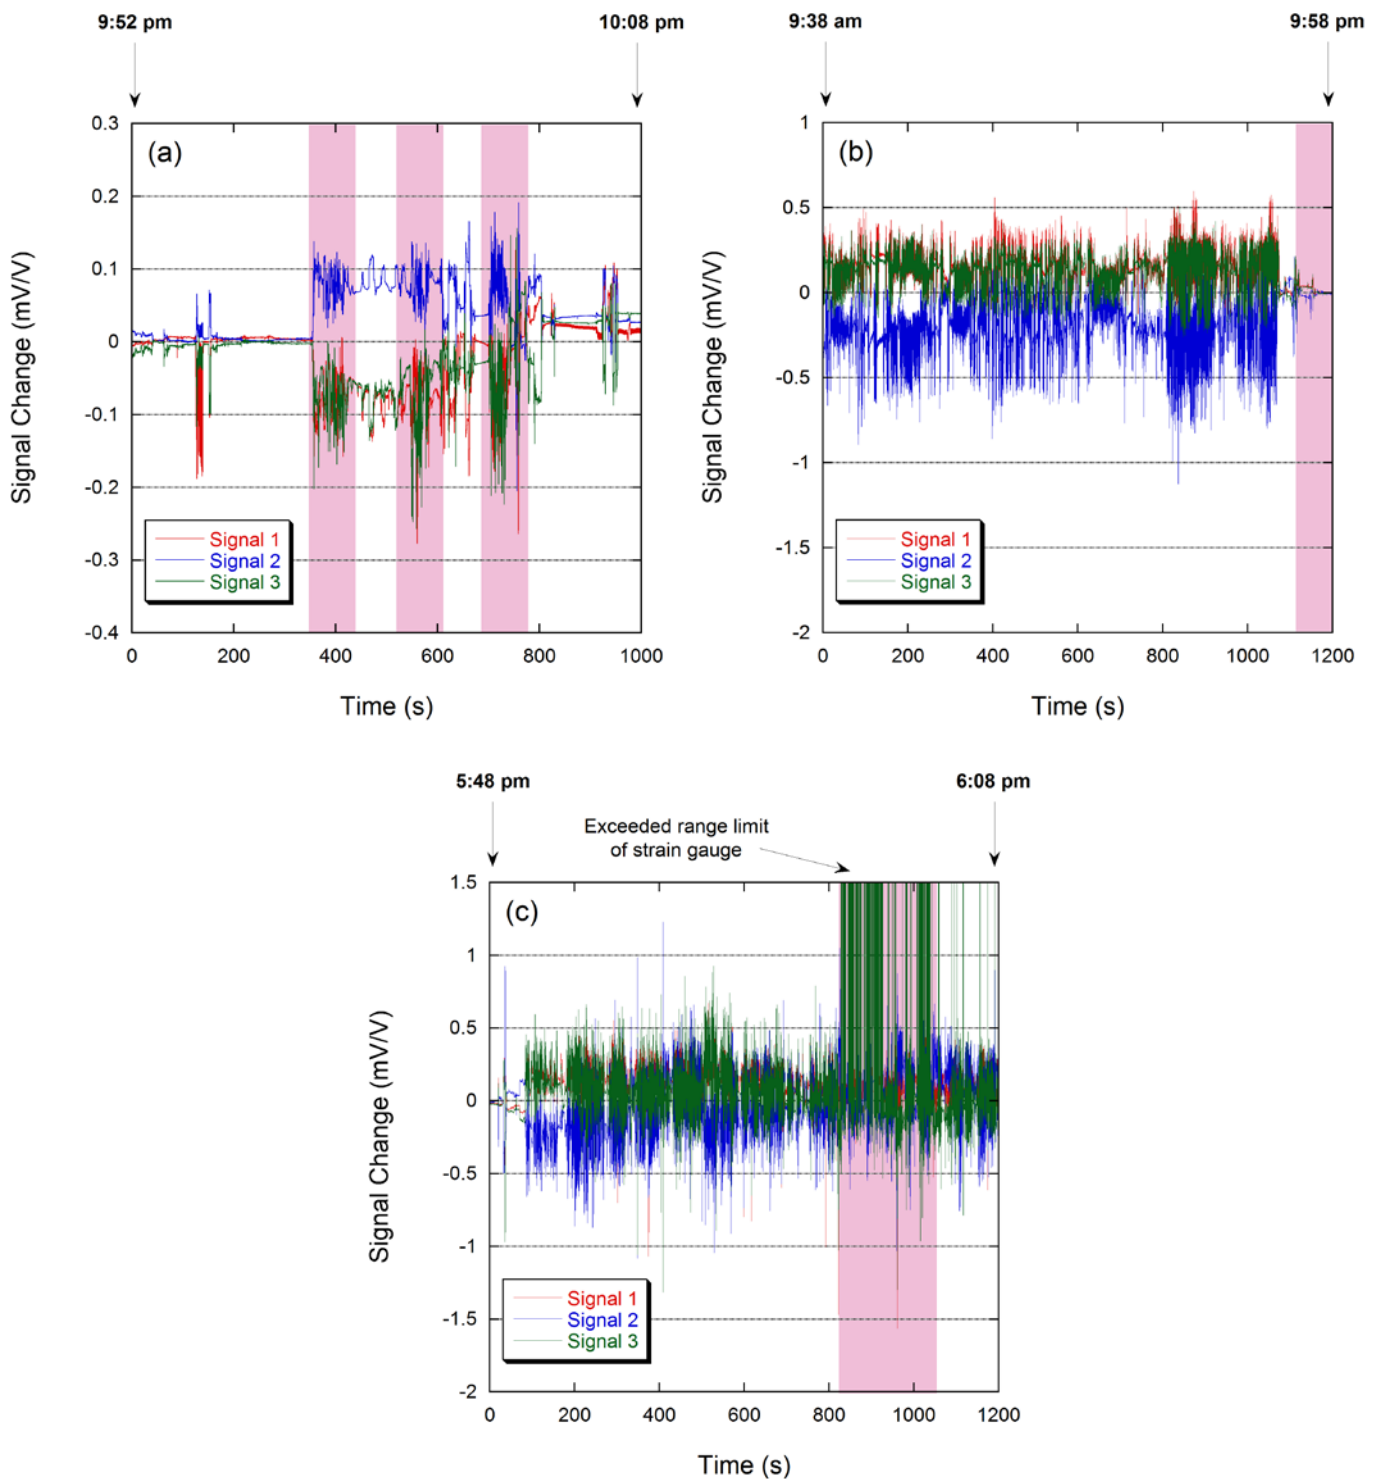 9:52 pm 10:08 pm
0.3
0.2
0.1
0
-0.1
-0.2
-0.3
-0.4
Signal Change (mV/V)
(a)
Signal 1
Signal 2
Signal 3
0 200 400 600 800 1000
Time (s)
9:38 am 9:58 pm
1
0.5
0
-0.5
-1
-1.5
-2
Signal Change (mV/V)
(b)
Signal 1
Signal 2
Signal 3
0 200 400 600 800 1000 1200
Time (s)
5:48 pm 6:08 pm
Exceeded range limit
of strain gauge
1.5
1
0.5
0
-0.5
-1
-1.5
-2
Signal Change (mV/V)
(c)
Signal 1
Signal 2
Signal 3
0 200 400 600 800 1000 1200
Time (s)